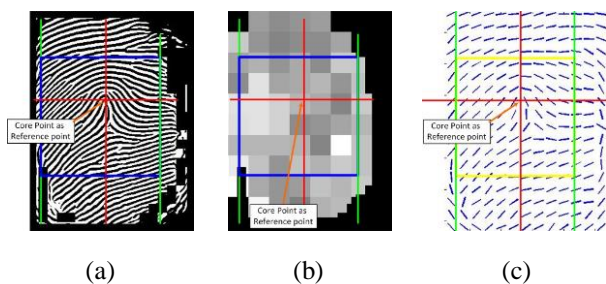 Core Point as
Reference point
Core Point as
Reference point
Core Point as
Reference point
(a)
(b)
(c)